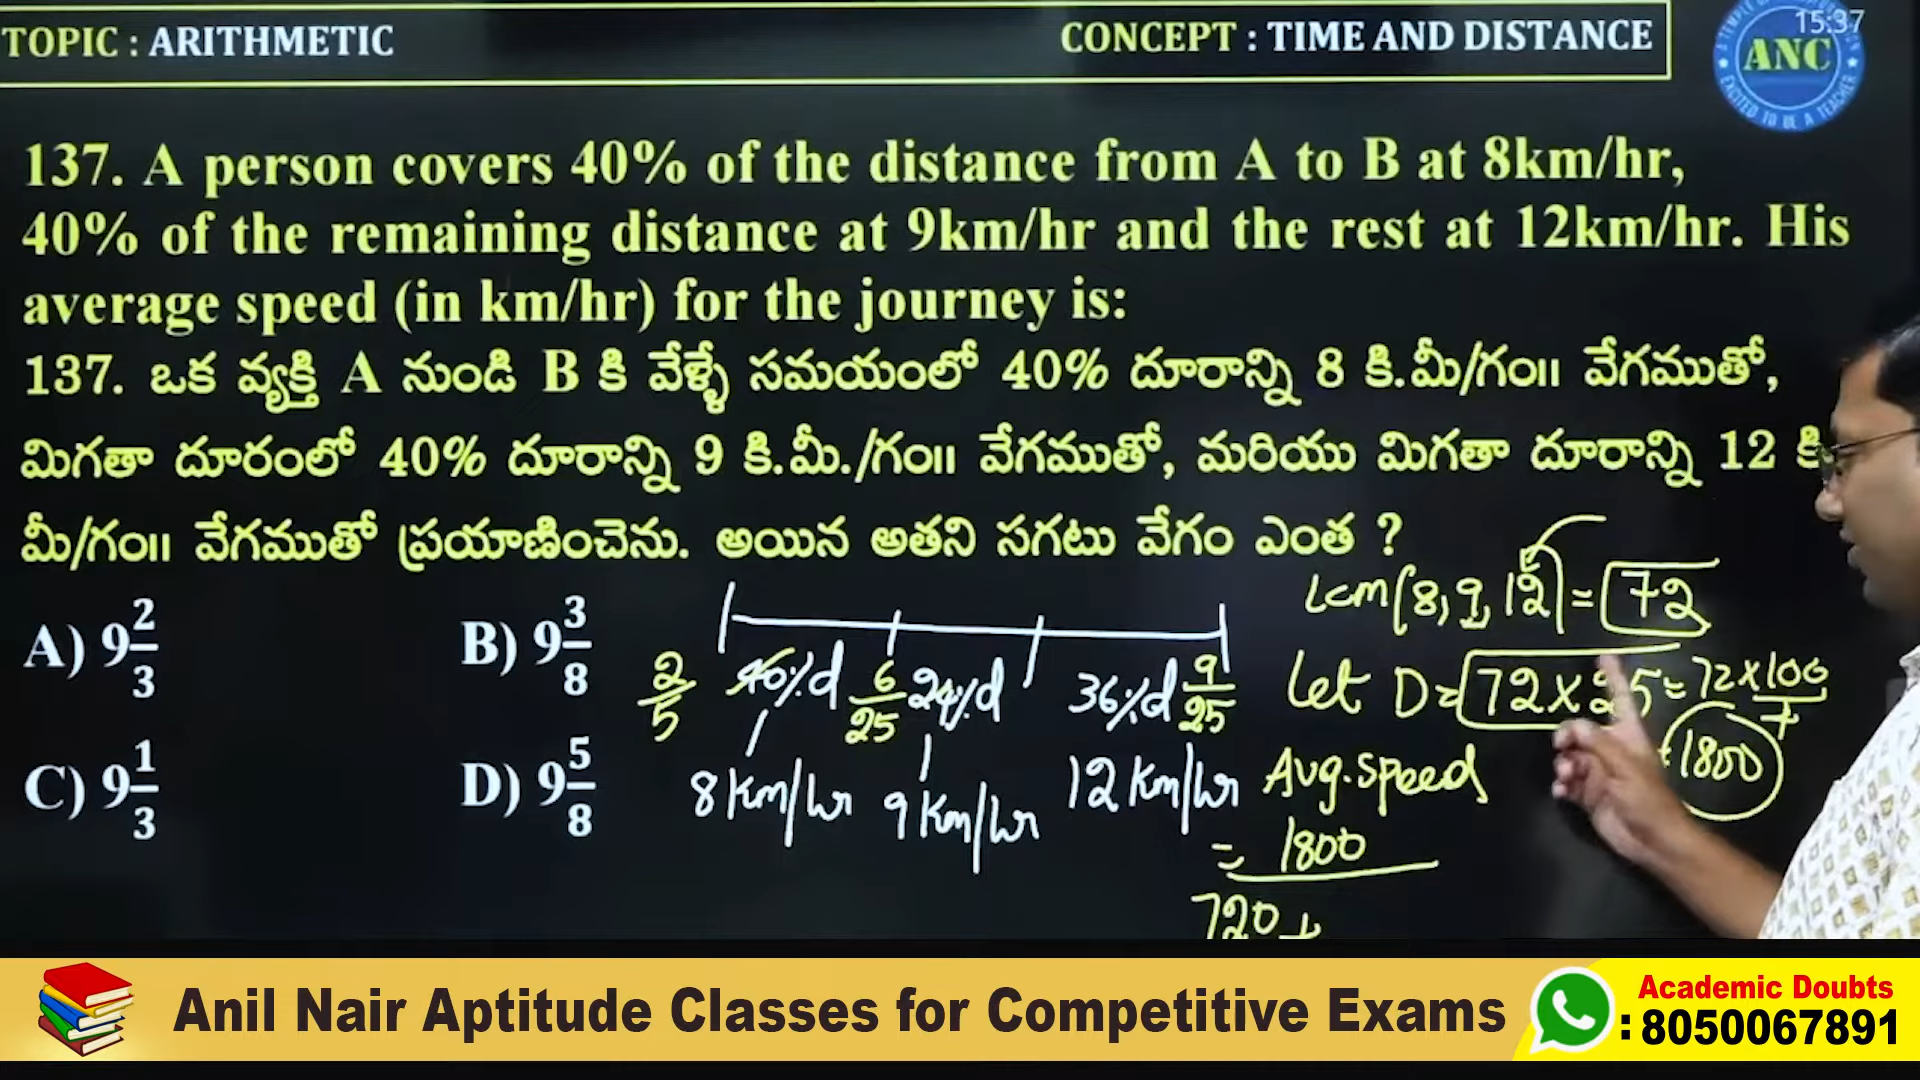 TOPIC : ARITHMETIC
CONCEPT : TIME AND DISTANCE
15:37
ANC
EXCITED TO BE A TEACHER
137. A person covers 40% of the distance from A to B at 8km/hr,
40% of the remaining distance at 9km/hr and the rest at 12km/hr. His
average speed (in km/hr) for the journey is:
137. ఒక వ్యక్తి A నుండి B కి వేళ్ళే సమయంలో 40% దూరాన్ని 8 కి.మీ/గం॥ వేగముతో,
మిగతా దూరంలో 40% దూరాన్ని 9 కి.మీ./గం॥ వేగముతో, మరియు మిగతా దూరాన్ని 12 కి
మీ/గం॥ వేగముతో ప్రయాణించెను. అయిన అతని సగటు వేగం ఎంత ?
A) 9 2/3
B) 9 3/8
C) 9 1/3
D) 9 5/8
2/5 40%d 6/25 24%d 36%d 9/25
8 Km/hr 9 Km/hr 12 Km/hr
Lcm(8, 9, 12) = 72
Let D = 72 x 25 = 72 x 100
= 1800
Avg. speed
= 1800
720 +
Anil Nair Aptitude Classes for Competitive Exams
Academic Doubts
: 8050067891